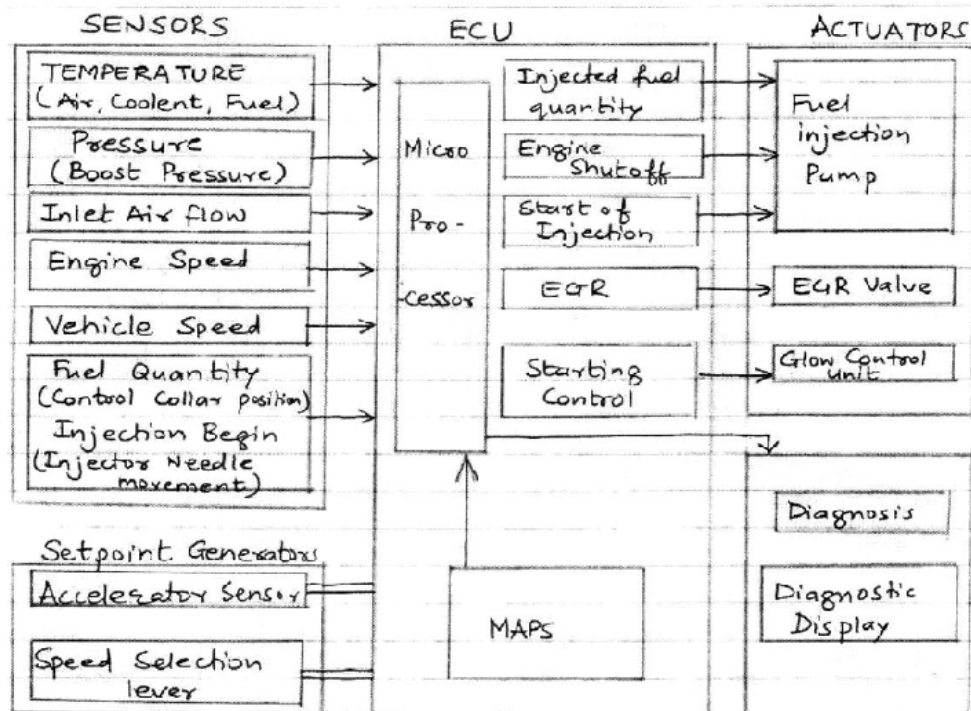 SENSORS
TEMPERATURE
(Air, Coolent, Fuel)
Pressure
(Boost Pressure)
Inlet Air flow
Engine Speed
Vehicle Speed
Fuel Quantity
(Control Collar position)
Injection Begin
(Injector Needle
movement)
Setpoint Generators
Accelerator Sensor
Speed Selection
lever
ECU
Micro
Pro -
-cessor
Injected fuel
quantity
Engine
Shutoff
Start of
Injection
EGR
Starting
Control
MAPS
ACTUATORS
Fuel
injection
Pump
EGR Valve
Glow Control
unit
Diagnosis
Diagnostic
Display